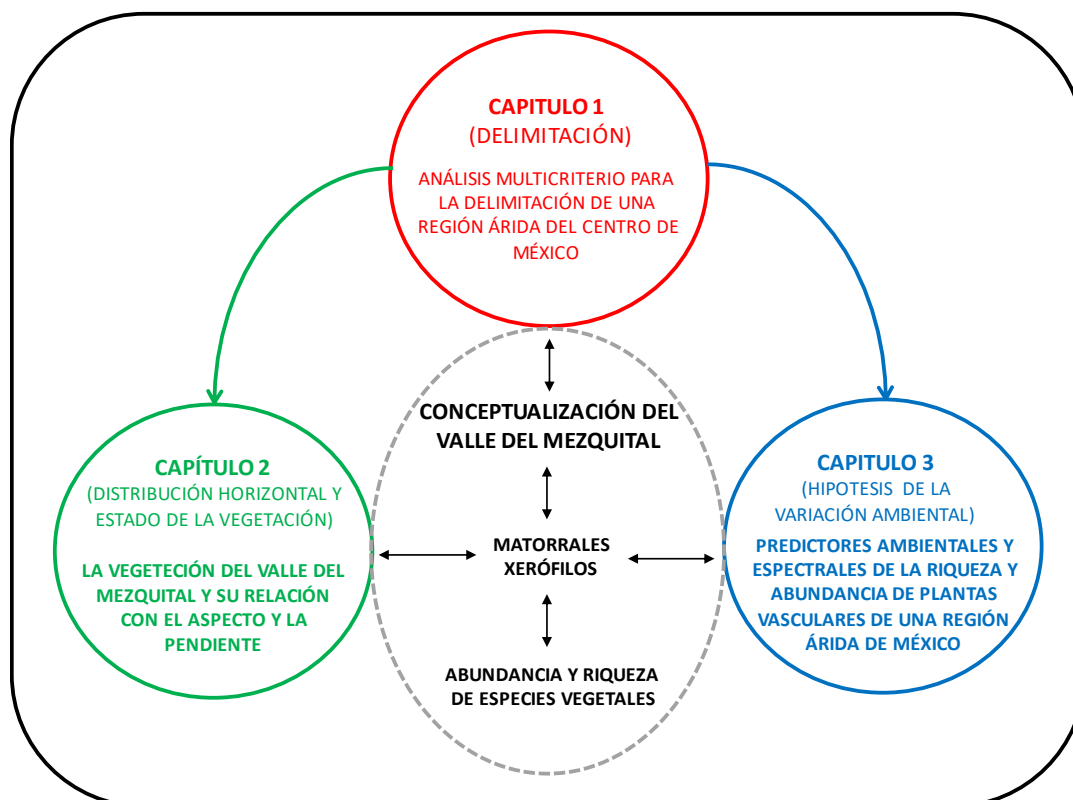 CAPITULO 1
(DELIMITACIÓN)
ANÁLISIS MULTICRITERIO PARA
LA DELIMITACIÓN DE UNA
REGIÓN ÁRIDA DEL CENTRO DE
MÉXICO
CONCEPTUALIZACIÓN DEL
VALLE DEL MEZQUITAL
MATORRALES
XERÓFILOS
ABUNDANCIA Y RIQUEZA
DE ESPECIES VEGETALES
CAPÍTULO 2
(DISTRIBUCIÓN HORIZONTAL Y
ESTADO DE LA VEGETACIÓN)
LA VEGETECIÓN DEL VALLE DEL
MEZQUITAL Y SU RELACIÓN
CON EL ASPECTO Y LA
PENDIENTE
CAPITULO 3
(HIPOTESIS DE LA
VARIACIÓN AMBIENTAL)
PREDICTORES AMBIENTALES Y
ESPECTRALES DE LA RIQUEZA Y
ABUNDANCIA DE PLANTAS
VASCULARES DE UNA REGIÓN
ÁRIDA DE MÉXICO